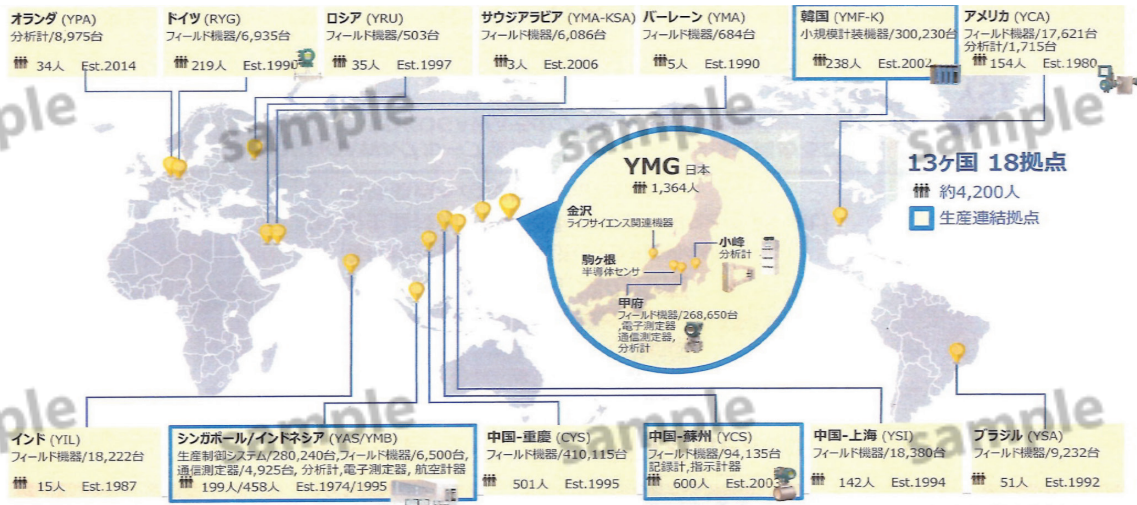 オランダ (YPA)
分析計/8,975台
34人 Est.2014
ドイツ (RYG)
フィールド機器/6,935台
219人 Est.1990
ロシア (YRU)
フィールド機器/503台
35人 Est.1997
サウジアラビア (YMA-KSA)
フィールド機器/6,086台
3人 Est.2006
バーレーン (YMA)
フィールド機器/684台
5人 Est.1990
韓国 (YMF-K)
小規模計装機器/300,230台
238人 Est.2002
アメリカ (YCA)
フィールド機器/17,621台
分析計/1,715台
154人 Est.1980
sample
sample
sample
sample
YMG 日本
1,364人
金沢
ライフサイエンス関連機器
駒ヶ根
半導体センサ
小峰
分析計
甲府
フィールド機器/268,650台
,電子測定器
通信測定器,
分析計
13ヶ国 18拠点
約4,200人
生産連結拠点
sample
sample
sample
sample
インド (YIL)
フィールド機器/18,222台
15人 Est.1987
シンガポール/インドネシア (YAS/YMB)
生産制御システム/280,240台,フィールド機器/6,500台,
通信測定器/4,925台, 分析計,電子測定器, 航空計器
199人/458人 Est.1974/1995
中国-重慶 (CYS)
フィールド機器/410,115台
501人 Est.1995
中国-蘇州 (YCS)
フィールド機器/94,135台
記録計,指示計器
600人
中国-上海 (YSI)
フィールド機器/18,380台
142人 Est.1994
ブラジル (YSA)
フィールド機器/9,232台
51人 Est.1992